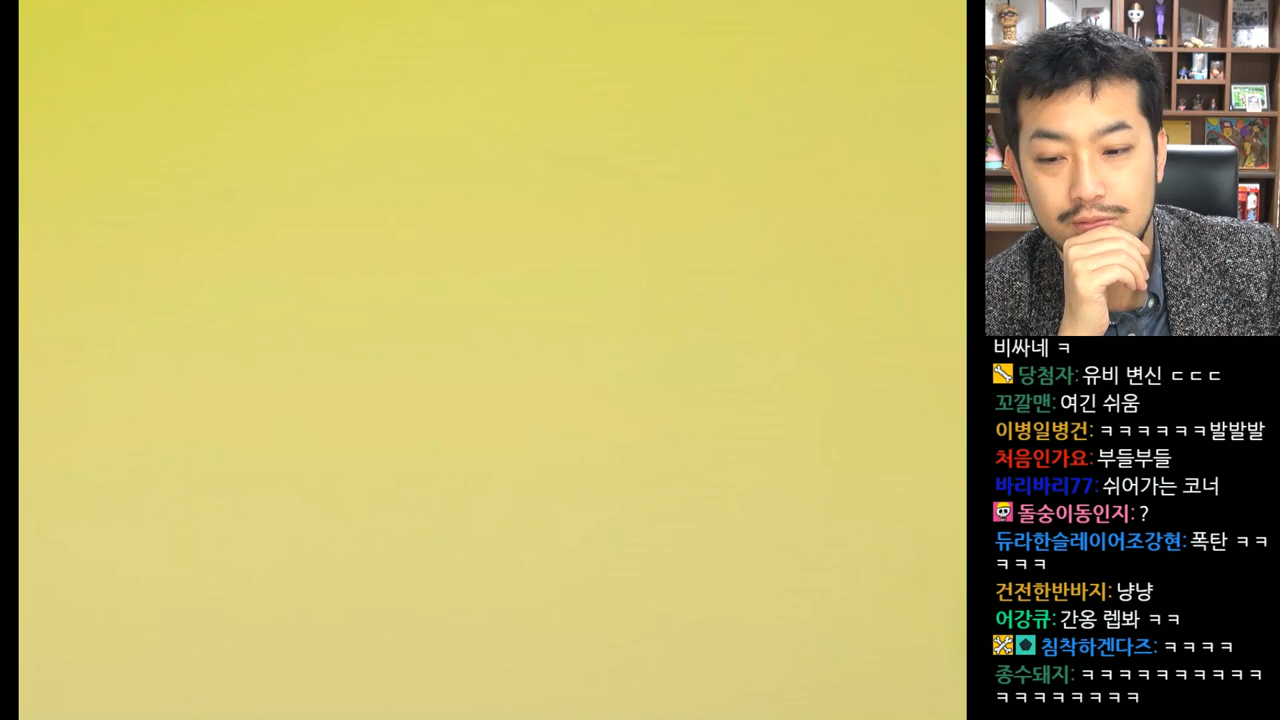 비싸네 ㅋ
당첨자: 유비 변신 ㄷㄷㄷ
꼬깔맨: 여긴 쉬움
이병일병건: ㅋㅋㅋㅋㅋㅋ발발발
처음인가요: 부들부들
바리바리77: 쉬어가는 코너
돌숭이동인지: ?
듀라한슬레이어조강현: 폭탄 ㅋㅋ
ㅋㅋㅋ
건전한반바지: 냥냥
어강큐: 간옹 렙봐 ㅋㅋ
침착하겐다즈: ㅋㅋㅋㅋ
종수돼지: ㅋㅋㅋㅋㅋㅋㅋㅋㅋㅋ
ㅋㅋㅋㅋㅋㅋㅋㅋ